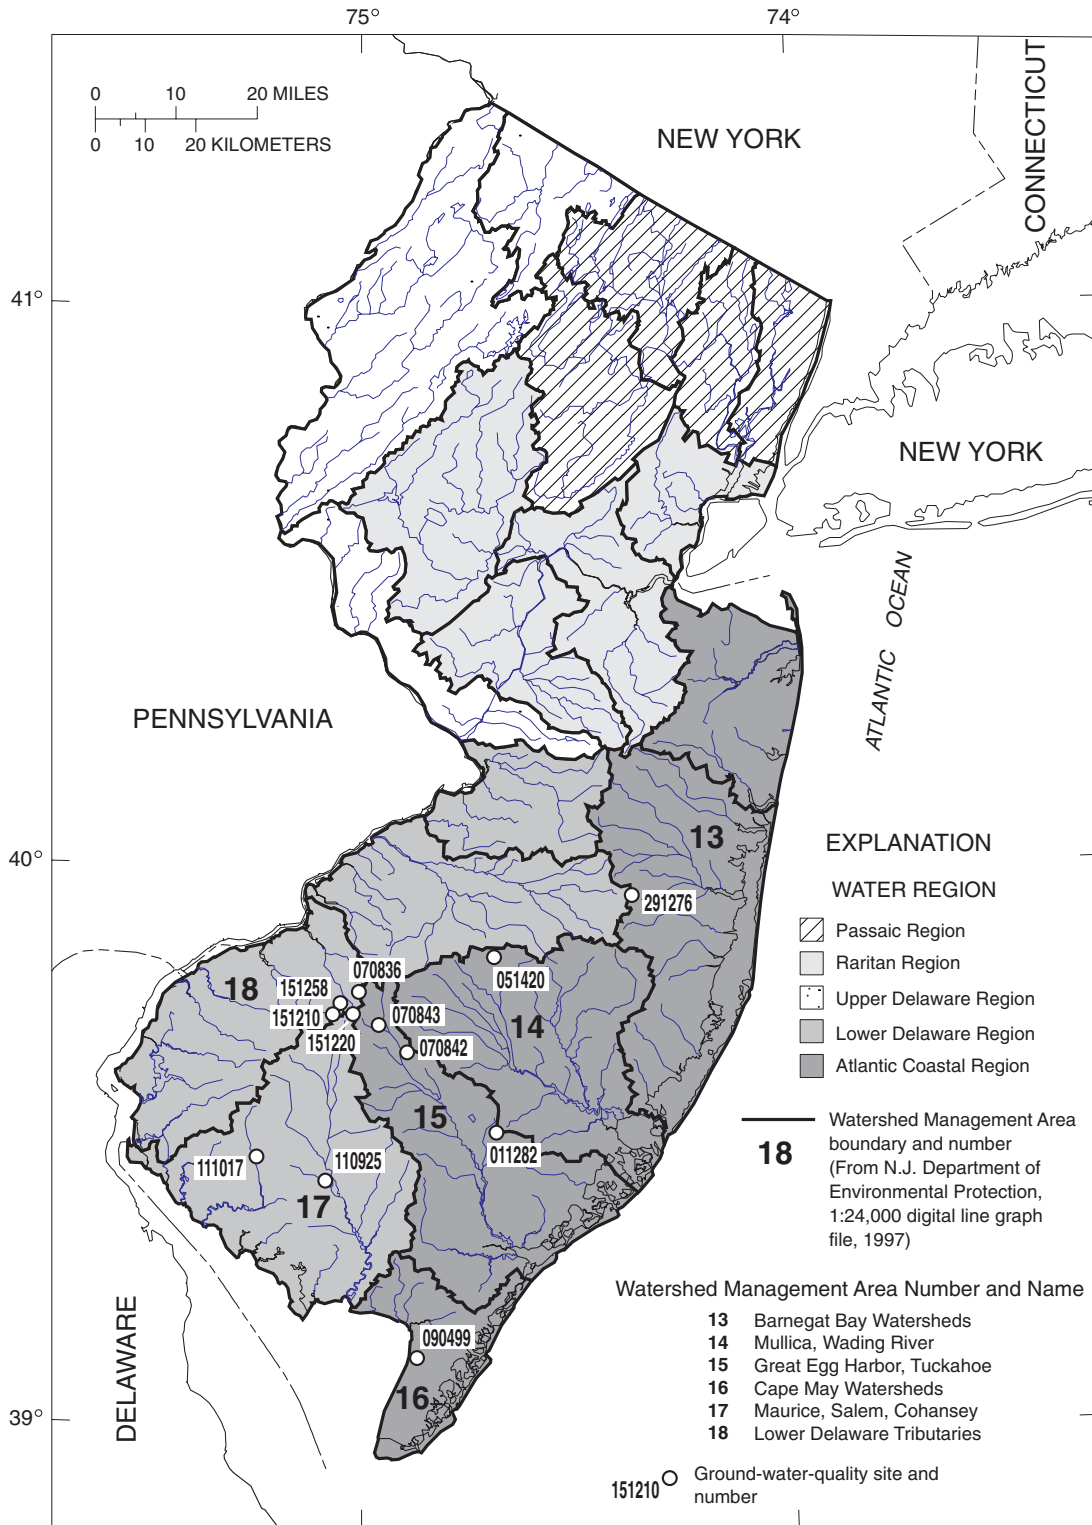 75°
74°
0 10 20 MILES
0 10 20 KILOMETERS
NEW YORK
CONNECTICUT
41°
NEW YORK
ATLANTIC OCEAN
PENNSYLVANIA
40°
13
291276
18
070836
151258
151210
151220
070843
070842
051420
14
15
011282
111017
110925
17
090499
16
DELAWARE
39°
EXPLANATION
WATER REGION
Passaic Region
Raritan Region
Upper Delaware Region
Lower Delaware Region
Atlantic Coastal Region
18
Watershed Management Area
boundary and number
(From N.J. Department of
Environmental Protection,
1:24,000 digital line graph
file, 1997)
Watershed Management Area Number and Name
13 Barnegat Bay Watersheds
14 Mullica, Wading River
15 Great Egg Harbor, Tuckahoe
16 Cape May Watersheds
17 Maurice, Salem, Cohansey
18 Lower Delaware Tributaries
151210
Ground-water-quality site and
number